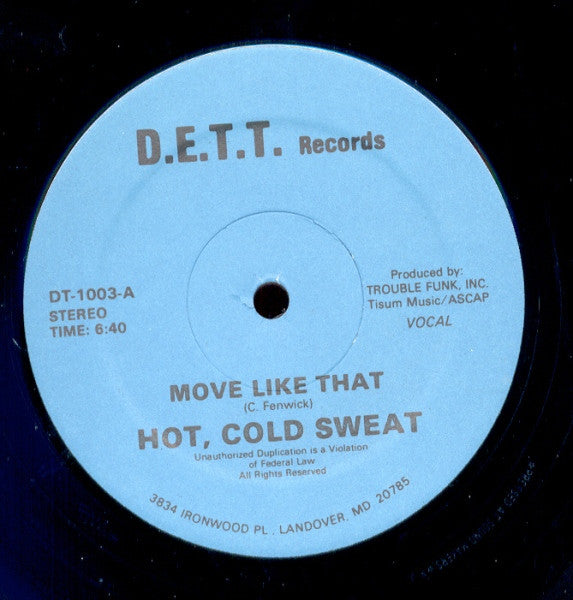 D.E.T.T. Records
DT-1003-A
STEREO
TIME: 6:40
Produced by:
TROUBLE FUNK, INC.
Tisum Music/ASCAP
VOCAL
MOVE LIKE THAT
(C. Fenwick)
HOT, COLD SWEAT
Unauthorized Duplication is a Violation
of Federal Law
All Rights Reserved
3834 IRONWOOD PL., LANDOVER, MD 20785